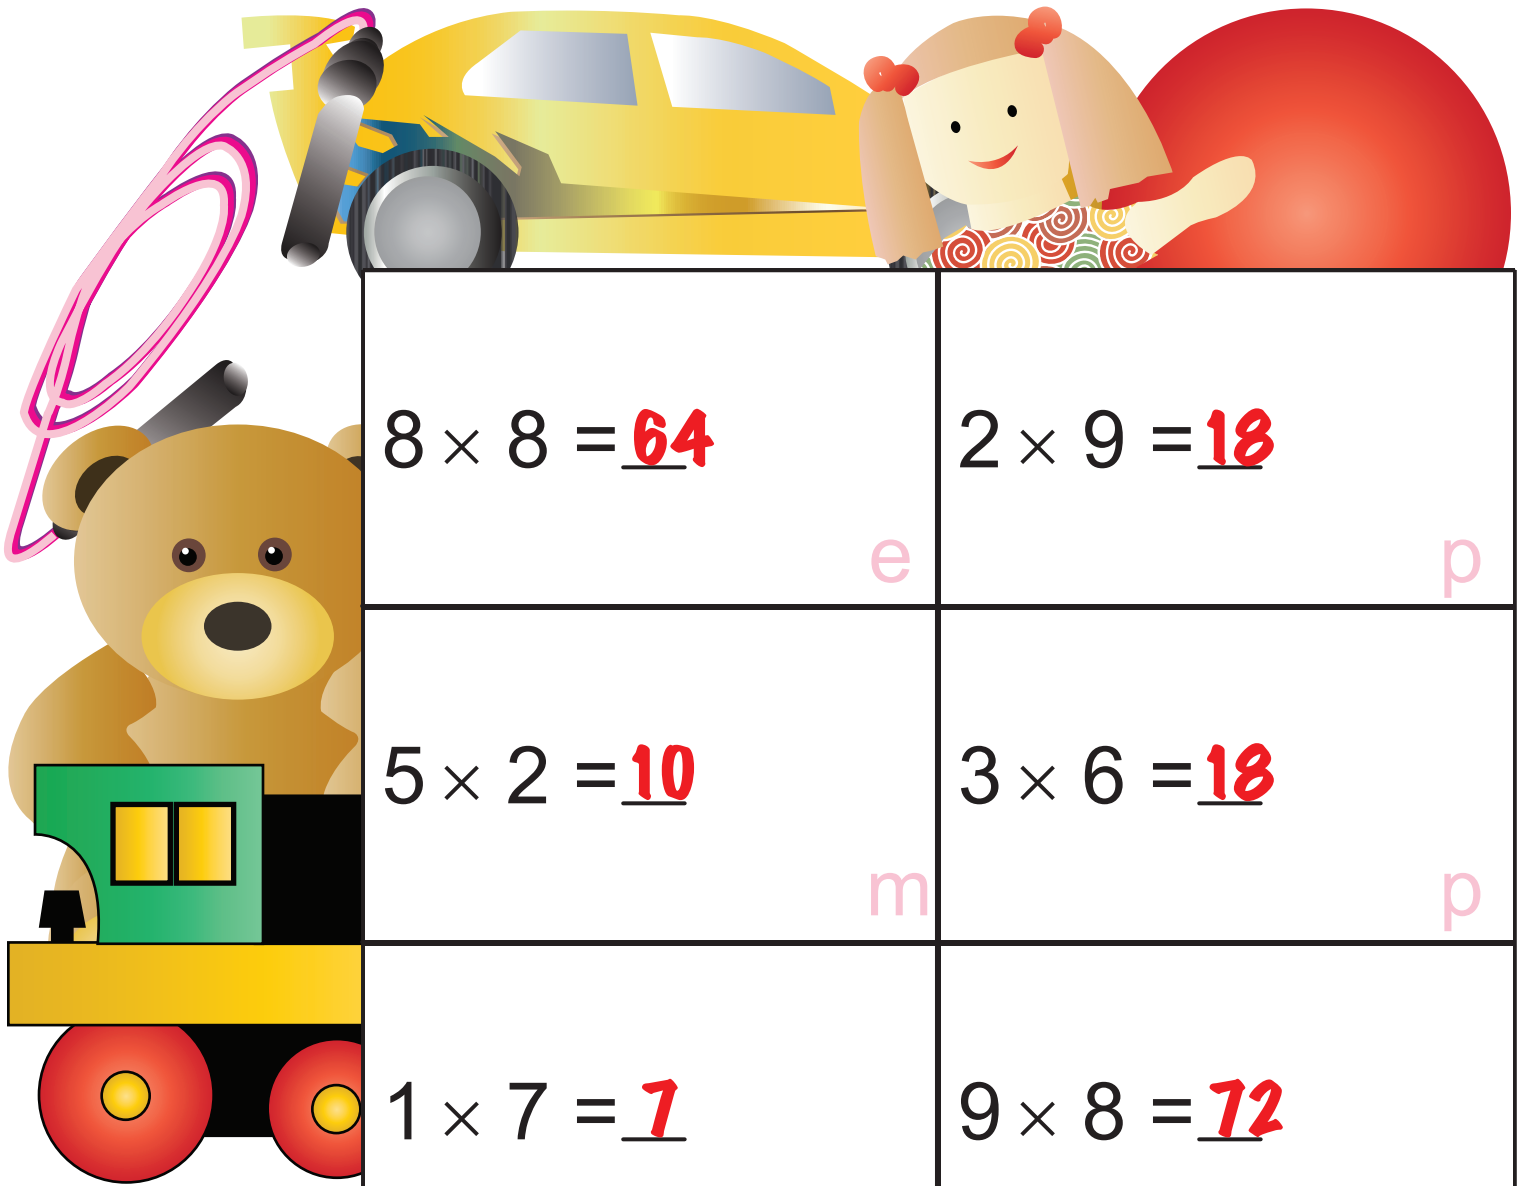 8 × 8 = 64
2 × 9 = 18
e
p
5 × 2 = 10
3 × 6 = 18
m
p
1 × 7 = 7
9 × 8 = 72